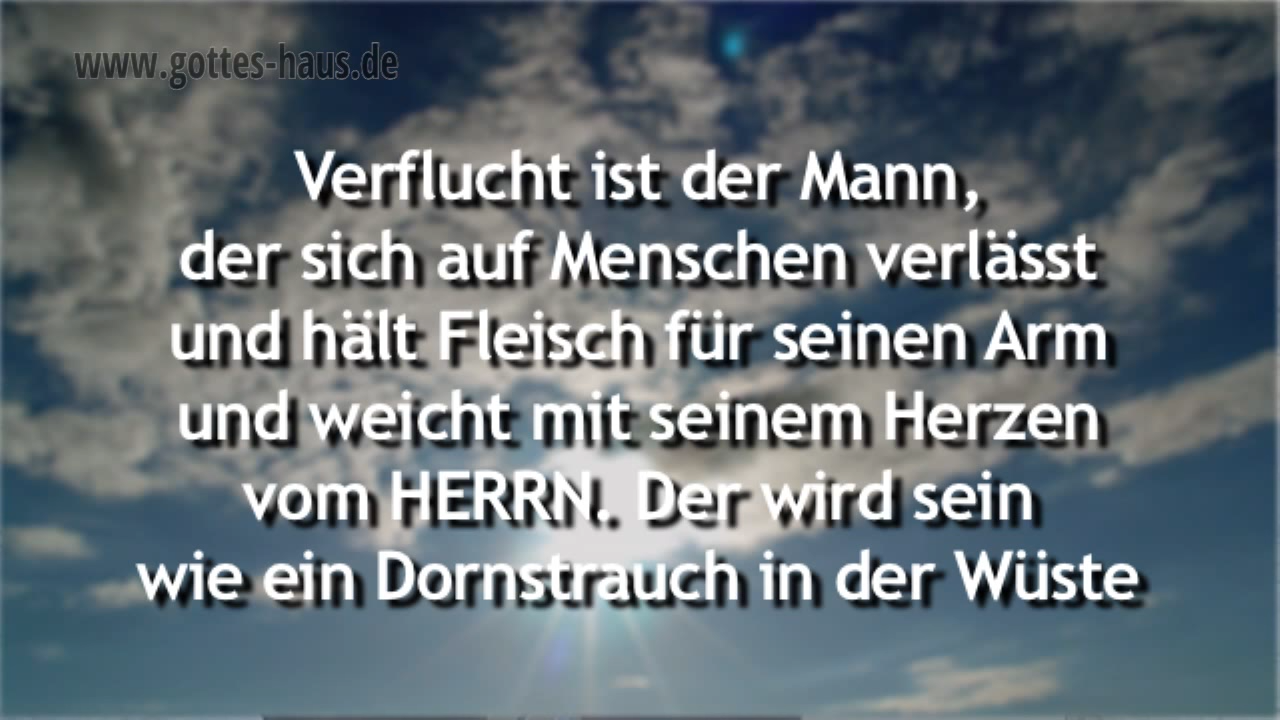 www.gottes-haus.de
Verflucht ist der Mann,
der sich auf Menschen verlässt
und hält Fleisch für seinen Arm
und weicht mit seinem Herzen
vom HERRN. Der wird sein
wie ein Dornstrauch in der Wüste